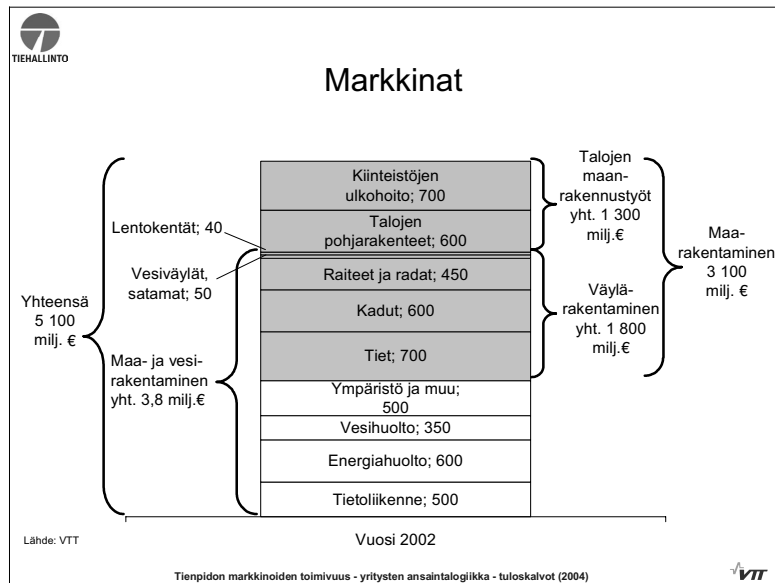 TIEHALLINTO
Markkinat
Kiinteistöjen
ulkohoito; 700
Talojen
pohjarakenteet; 600
Lentokentät; 40
Vesiväylät,
satamat; 50
Raiteet ja radat; 450
Kadut; 600
Tiet; 700
Ympäristö ja muu;
500
Vesihuolto; 350
Energiahuolto; 600
Tietoliikenne; 500
Yhteensä
5 100
milj. €
Maa- ja vesi-
rakentaminen
yht. 3,8 milj.€
Talojen
maan-
rakennustyöt
yht. 1 300
milj.€
Väylä-
rakentaminen
yht. 1 800
milj.€
Maa-
rakentaminen
3 100
milj. €
Lähde: VTT
Vuosi 2002
Tienpidon markkinoiden toimivuus - yritysten ansaintalogiikka - tuloskalvot (2004)
VTT